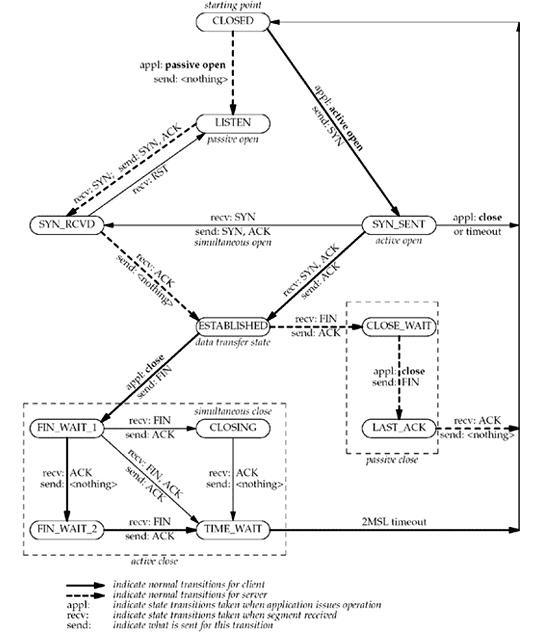 starting point
CLOSED
appl: passive open
send: <nothing>
appl: active open
send: SYN
LISTEN
passive open
recv: SYN; send: SYN, ACK
recv: RST
SYN_RCVD
recv: SYN
send: SYN, ACK
simultaneous open
SYN_SENT
active open
appl: close
or timeout
recv: ACK
send: <nothing>
recv: SYN, ACK
send: ACK
ESTABLISHED
data transfer state
recv: FIN
send: ACK
CLOSE_WAIT
appl: close
send: FIN
appl: close
send: FIN
LAST_ACK
recv: ACK
send: <nothing>
passive close
simultaneous close
FIN_WAIT_1
recv: FIN
send: ACK
CLOSING
recv: ACK
send: <nothing>
recv: FIN, ACK
send: ACK
recv: ACK
send: <nothing>
FIN_WAIT_2
recv: FIN
send: ACK
TIME_WAIT
2MSL timeout
active close
indicate normal transitions for client
indicate normal transitions for server
appl: indicate state transitions taken when application issues operation
recv: indicate state transitions taken when segment received
send: indicate what is sent for this transition